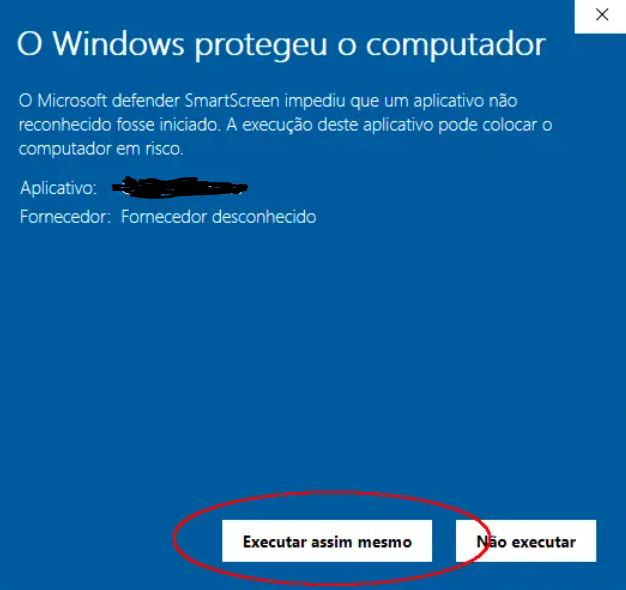 O Windows protegeu o computador
O Microsoft defender SmartScreen impediu que um aplicativo não
reconhecido fosse iniciado. A execução deste aplicativo pode colocar o
computador em risco.
Aplicativo:
Fornecedor: Fornecedor desconhecido
Executar assim mesmo
Não executar